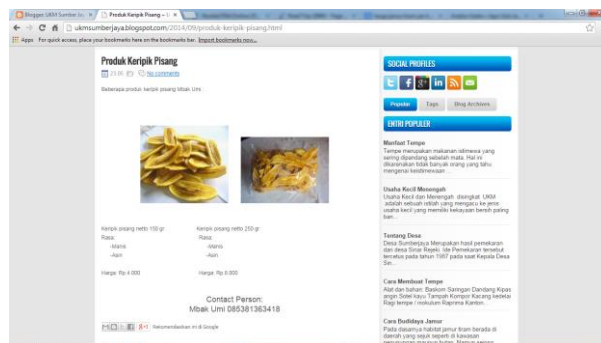 Blogger: UKM Sumber Ja
Produk Keripik Pisang ~ U
ukmsumberjaya.blogspot.com/2014/09/produk-keripik-pisang.html
Apps For quick access, place your bookmarks here on the bookmarks bar. Import bookmarks now...
Produk Keripik Pisang
23.05 No comments
Beberapa produk keripik pisang Mbak Umi
Keripik pisang netto 150 gr Keripik pisang netto 250 gr
Rasa: Rasa:
-Manis -Manis
-Asin -Asin
Harga: Rp 4.000 Harga: Rp 8.000
Contact Person:
Mbak Umi 085381363418
Rekomendasikan ini di Google
SOCIAL PROFILES
Popular Tags Blog Archives
ENTRI POPULER
Manfaat Tempe
Tempe merupakan makanan istimewa yang
sering dipandang sebelah mata. Hal ini
dikarenakan tidak banyak orang yang tahu
mengenai keistimewaan ...
Usaha Kecil Menengah
Usaha Kecil dan Menengah disingkat UKM
adalah sebuah istilah yang mengacu ke jenis
usaha kecil yang memiliki kekayaan bersih paling
ban...
Tentang Desa
Desa Sumberjaya Merupakan hasil pemekaran
dari desa Sinar Rejeki. Ide Pemekaran tersebut
tercetus pada tahun 1987 pada saat Kepala Desa
Sin...
Cara Membuat Tempe
Alat dan bahan: Baskom Saringan Dandang Kipas
angin Sotel kayu Tampah Kompor Kacang kedelai
Ragi tempe / inokulum Raprima Kanton...
Cara Budidaya Jamur
Pada dasarnya habitat jamur tiram berada di
daerah yang sejuk seperti di kawasan